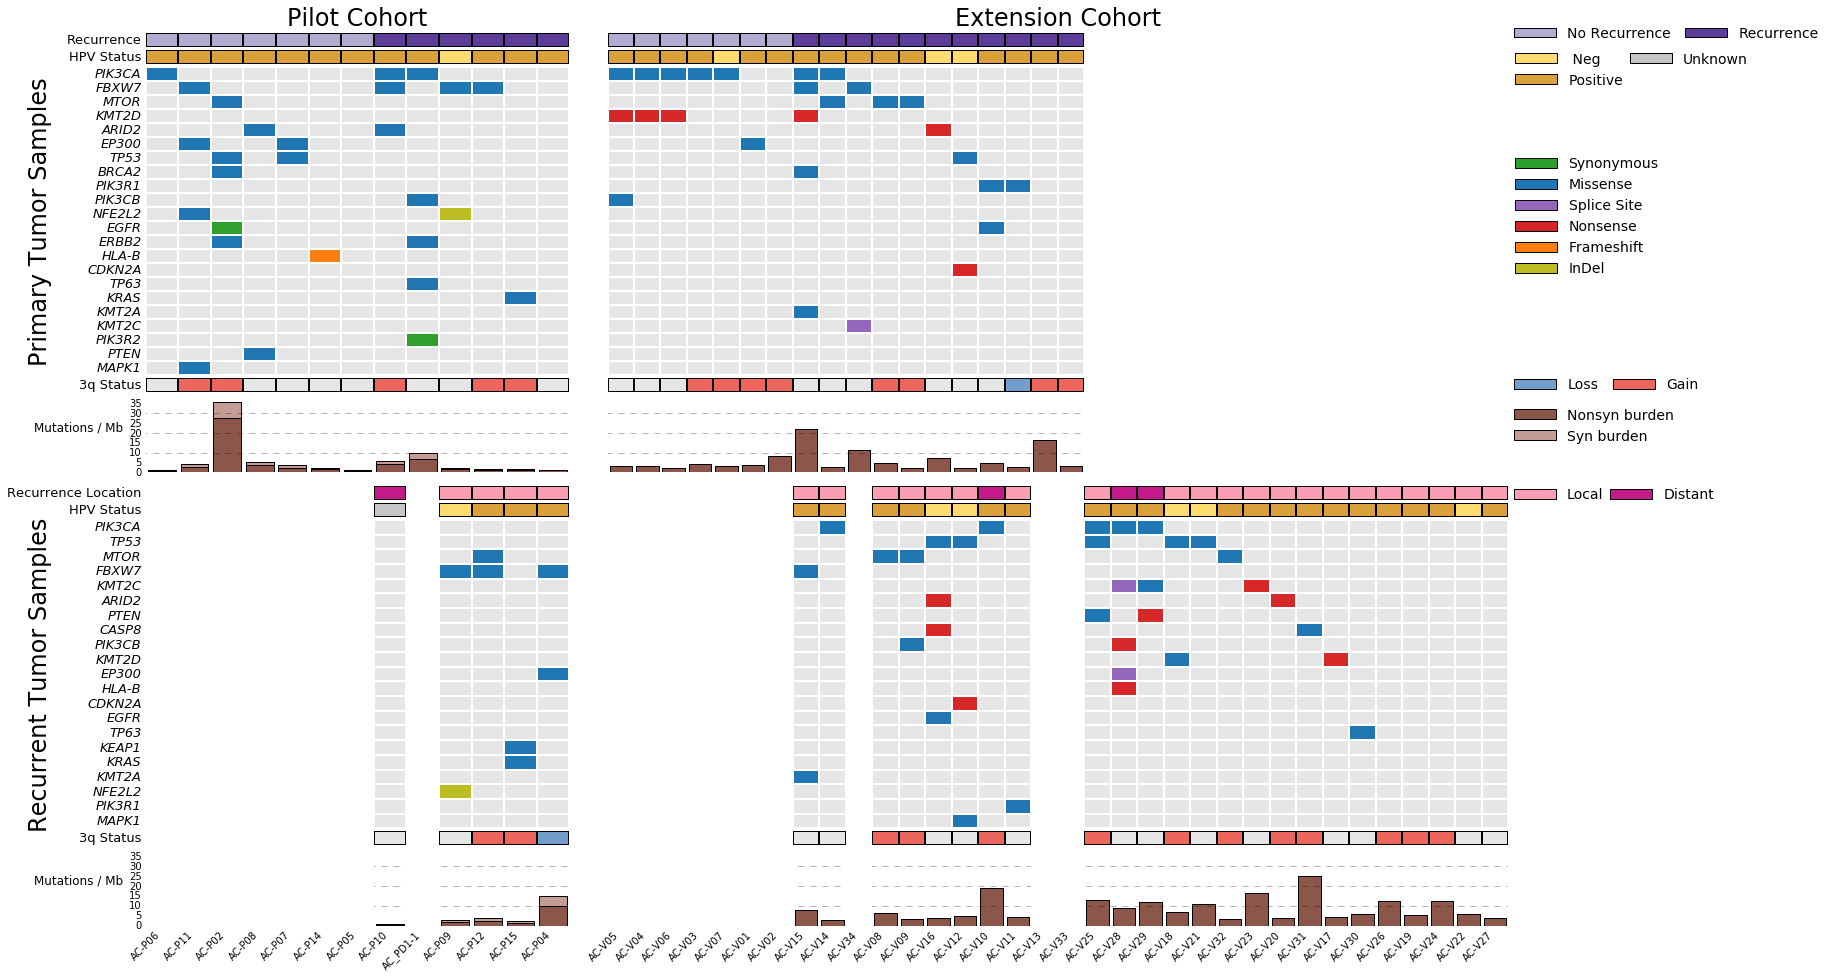 Pilot Cohort
Extension Cohort
Recurrence
No Recurrence
Recurrence
HPV Status
Neg
Unknown
Positive
Primary Tumor Samples
PIK3CA
FBXW7
MTOR
KMT2D
ARID2
EP300
TP53
BRCA2
PIK3R1
PIK3CB
NFE2L2
EGFR
ERBB2
HLA-B
CDKN2A
TP63
KRAS
KMT2A
KMT2C
PIK3R2
PTEN
MAPK1
Synonymous
Missense
Splice Site
Nonsense
Frameshift
InDel
3q Status
Loss
Gain
Mutations / Mb
35
30
25
20
15
10
5
0
Nonsyn burden
Syn burden
Recurrence Location
Local
Distant
HPV Status
Recurrent Tumor Samples
PIK3CA
TP53
MTOR
FBXW7
KMT2C
ARID2
PTEN
CASP8
PIK3CB
KMT2D
EP300
HLA-B
CDKN2A
EGFR
TP63
KEAP1
KRAS
KMT2A
NFE2L2
PIK3R1
MAPK1
3q Status
Mutations / Mb
35
30
25
20
15
10
5
0
AC-P06
AC-P11
AC-P02
AC-P08
AC-P07
AC-P14
AC-P05
AC-P10
AC_PD1-1
AC-P09
AC-P12
AC-P15
AC-P04
AC-V05
AC-V04
AC-V06
AC-V03
AC-V07
AC-V01
AC-V02
AC-V15
AC-V14
AC-V34
AC-V08
AC-V09
AC-V16
AC-V12
AC-V10
AC-V11
AC-V13
AC-V33
AC-V25
AC-V28
AC-V29
AC-V18
AC-V21
AC-V32
AC-V23
AC-V20
AC-V31
AC-V17
AC-V30
AC-V26
AC-V19
AC-V24
AC-V22
AC-V27